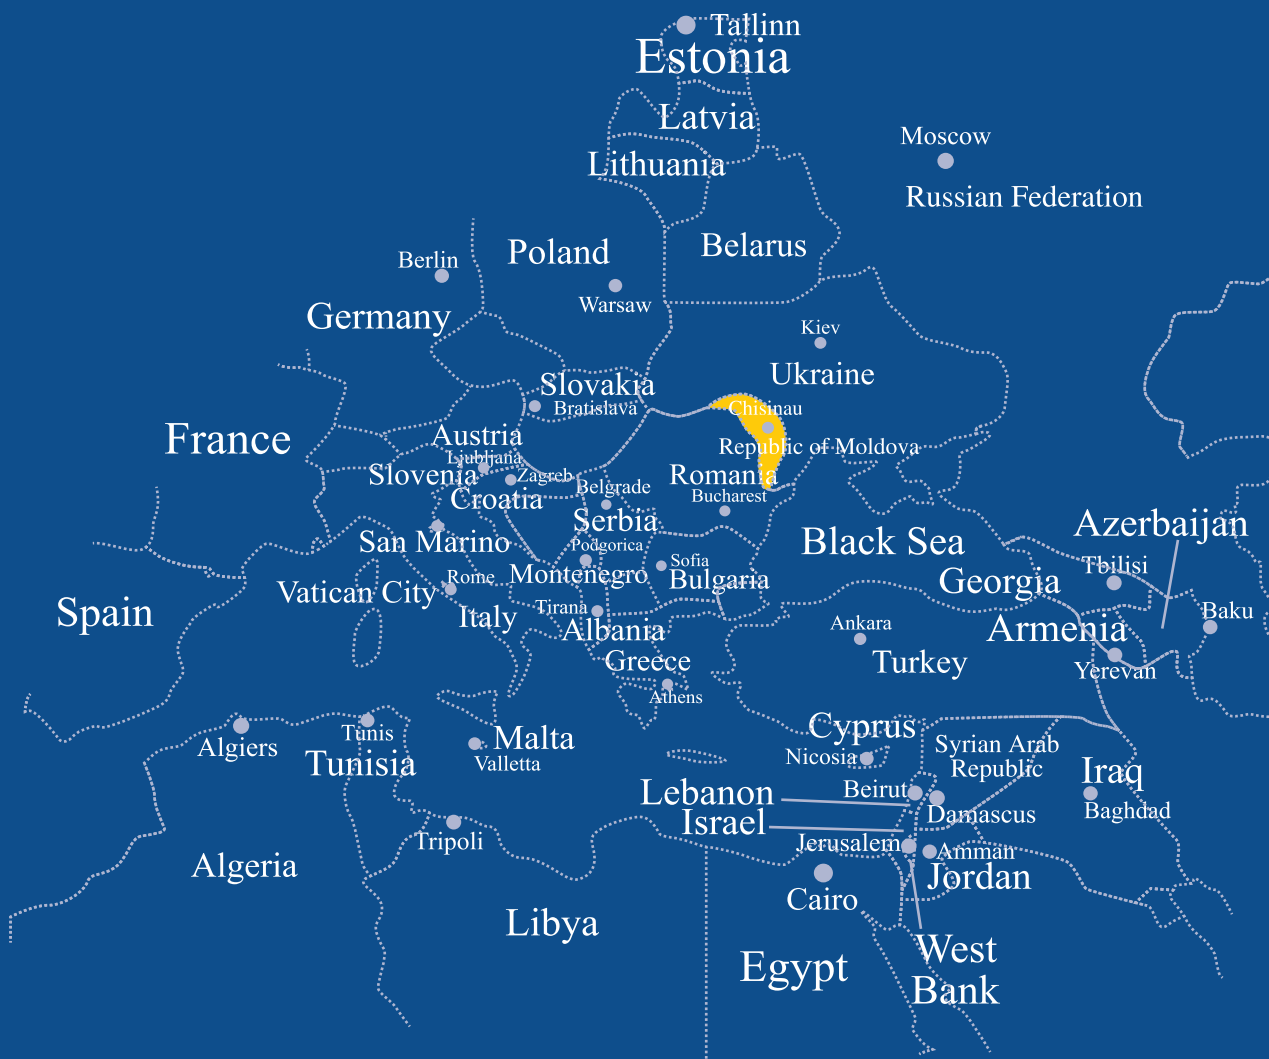 Tallinn
Estonia
Latvia
Moscow
Lithuania
Russian Federation
Belarus
Poland
Berlin
Warsaw
Germany
Kiev
Ukraine
Slovakia
Bratislava
Chisinau
France
Austria
Republic of Moldova
Ljubljana
Slovenia
Zagreb
Romania
Belgrade
Croatia
Bucharest
Serbia
Azerbaijan
San Marino
Podgorica
Black Sea
Sofia
Tbilisi
Montenegro
Bulgaria
Georgia
Rome
Vatican City
Tirana
Baku
Spain
Italy
Albania
Ankara
Armenia
Greece
Turkey
Yerevan
Athens
Cyprus
Tunis
Algiers
Malta
Syrian Arab
Republic
Nicosia
Tunisia
Valletta
Iraq
Lebanon
Beirut
Baghdad
Damascus
Israel
Tripoli
Jerusalem
Amman
Algeria
Jordan
Cairo
Libya
West
Bank
Egypt